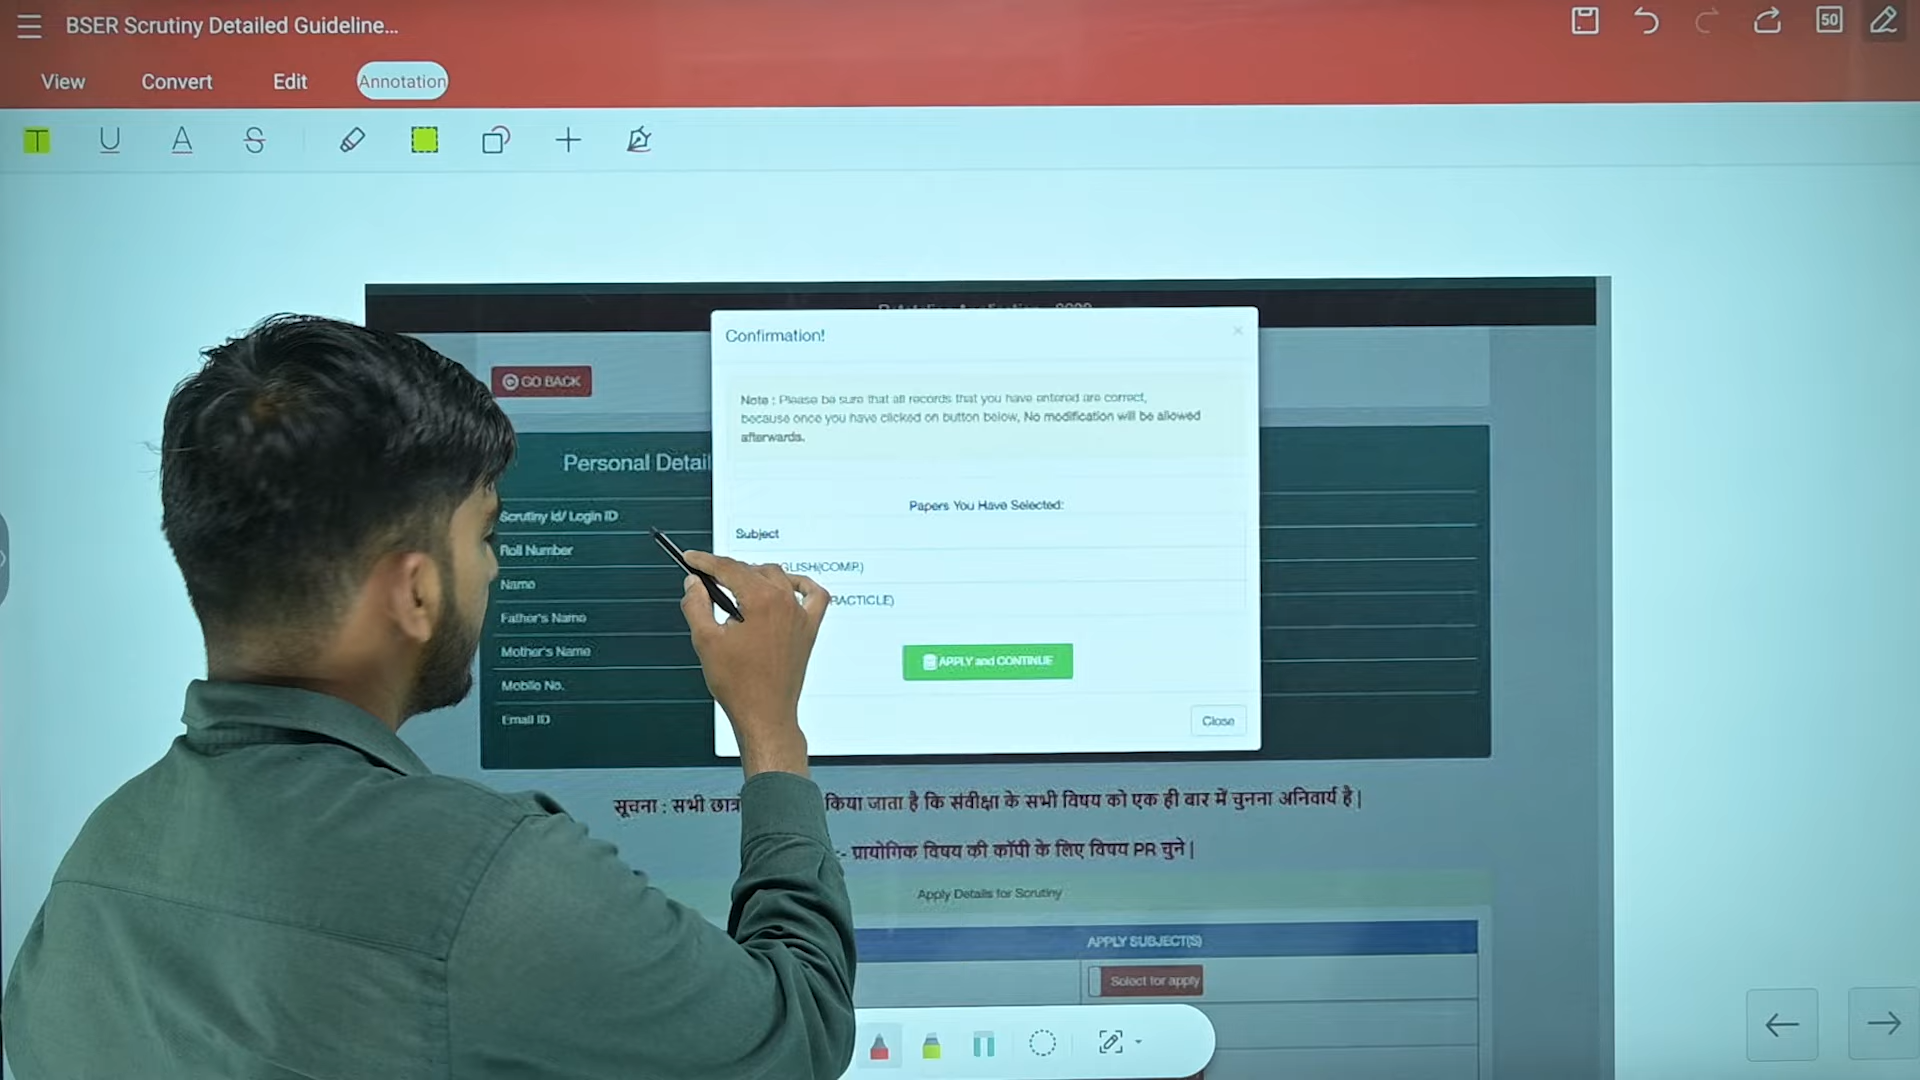 BSER Scrutiny Detailed Guideline...
50
View Convert Edit Annotation
Confirmation!
GO BACK
Note : Please be sure that all records that you have entered are correct,
because once you have clicked on button below, No modification will be allowed
afterwards.
Personal Detail
Papers You Have Selected:
Scrutiny Id/ Login ID
Subject
Roll Number
GLISH(COMP.)
Name
RACTICLE)
Father's Name
Mother's Name
APPLY and CONTINUE
Mobile No.
Email ID
Close
सूचना : सभी छात्र किया जाता है कि संवीक्षा के सभी विषय को एक ही बार में चुनना अनिवार्य है|
:- प्रायोगिक विषय की कॉपी के लिए विषय PR चुने|
Apply Details for Scrutiny
APPLY SUBJECT(S)
Select for apply